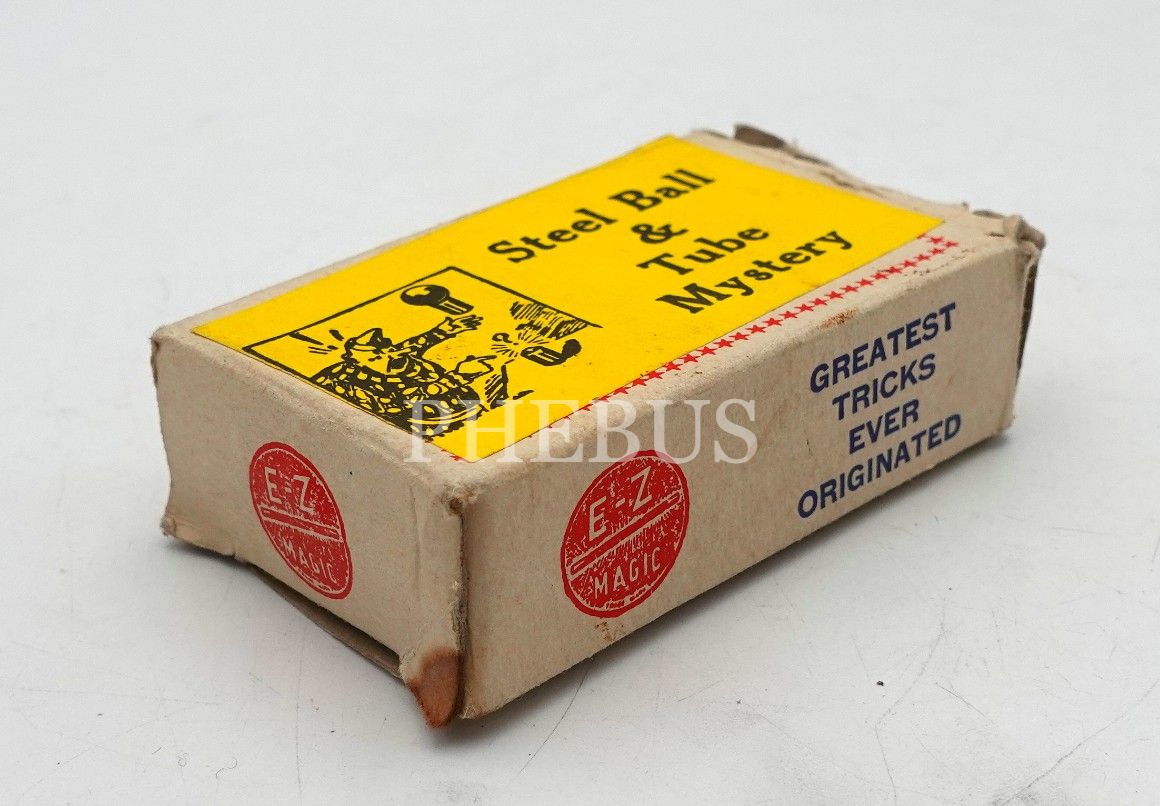 Steel Ball
&
Tube
Mystery
GREATEST
TRICKS
EVER
ORIGINATED
E-Z
MAGIC
E-Z
MAGIC
PHEBUS